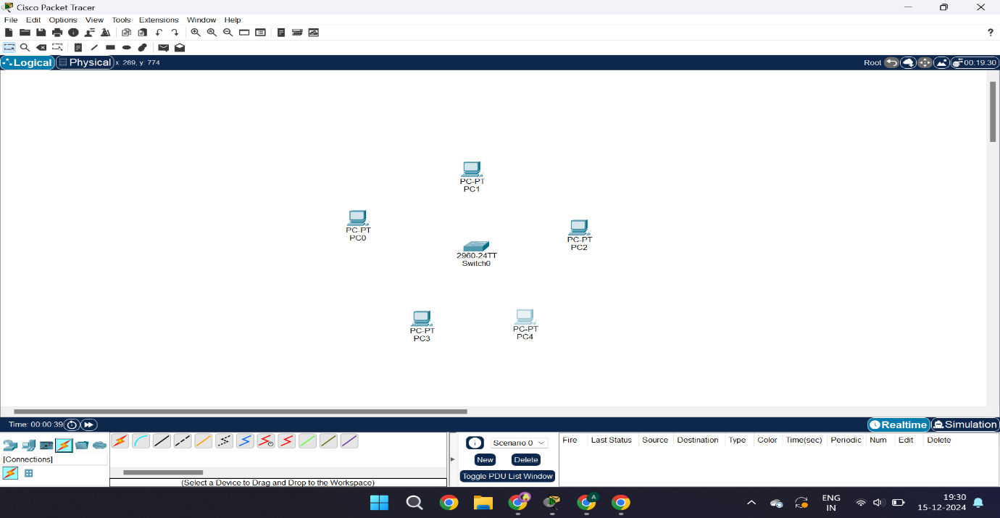 Cisco Packet Tracer
File Edit Options View Tools Extensions Window Help
?
Logical Physical x: 289, y: 774 Root 00:19:30
PC-PT
PC1
PC-PT
PC0
PC-PT
PC2
2960-24TT
Switch0
PC-PT
PC3
PC-PT
PC4
Time: 00:00:39 Realtime Simulation
[Connections]
(Select a Device to Drag and Drop to the Workspace)
Scenario 0
New Delete
Toggle PDU List Window
Fire Last Status Source Destination Type Color Time(sec) Periodic Num Edit Delete
A
ENG
IN
19:30
15-12-2024